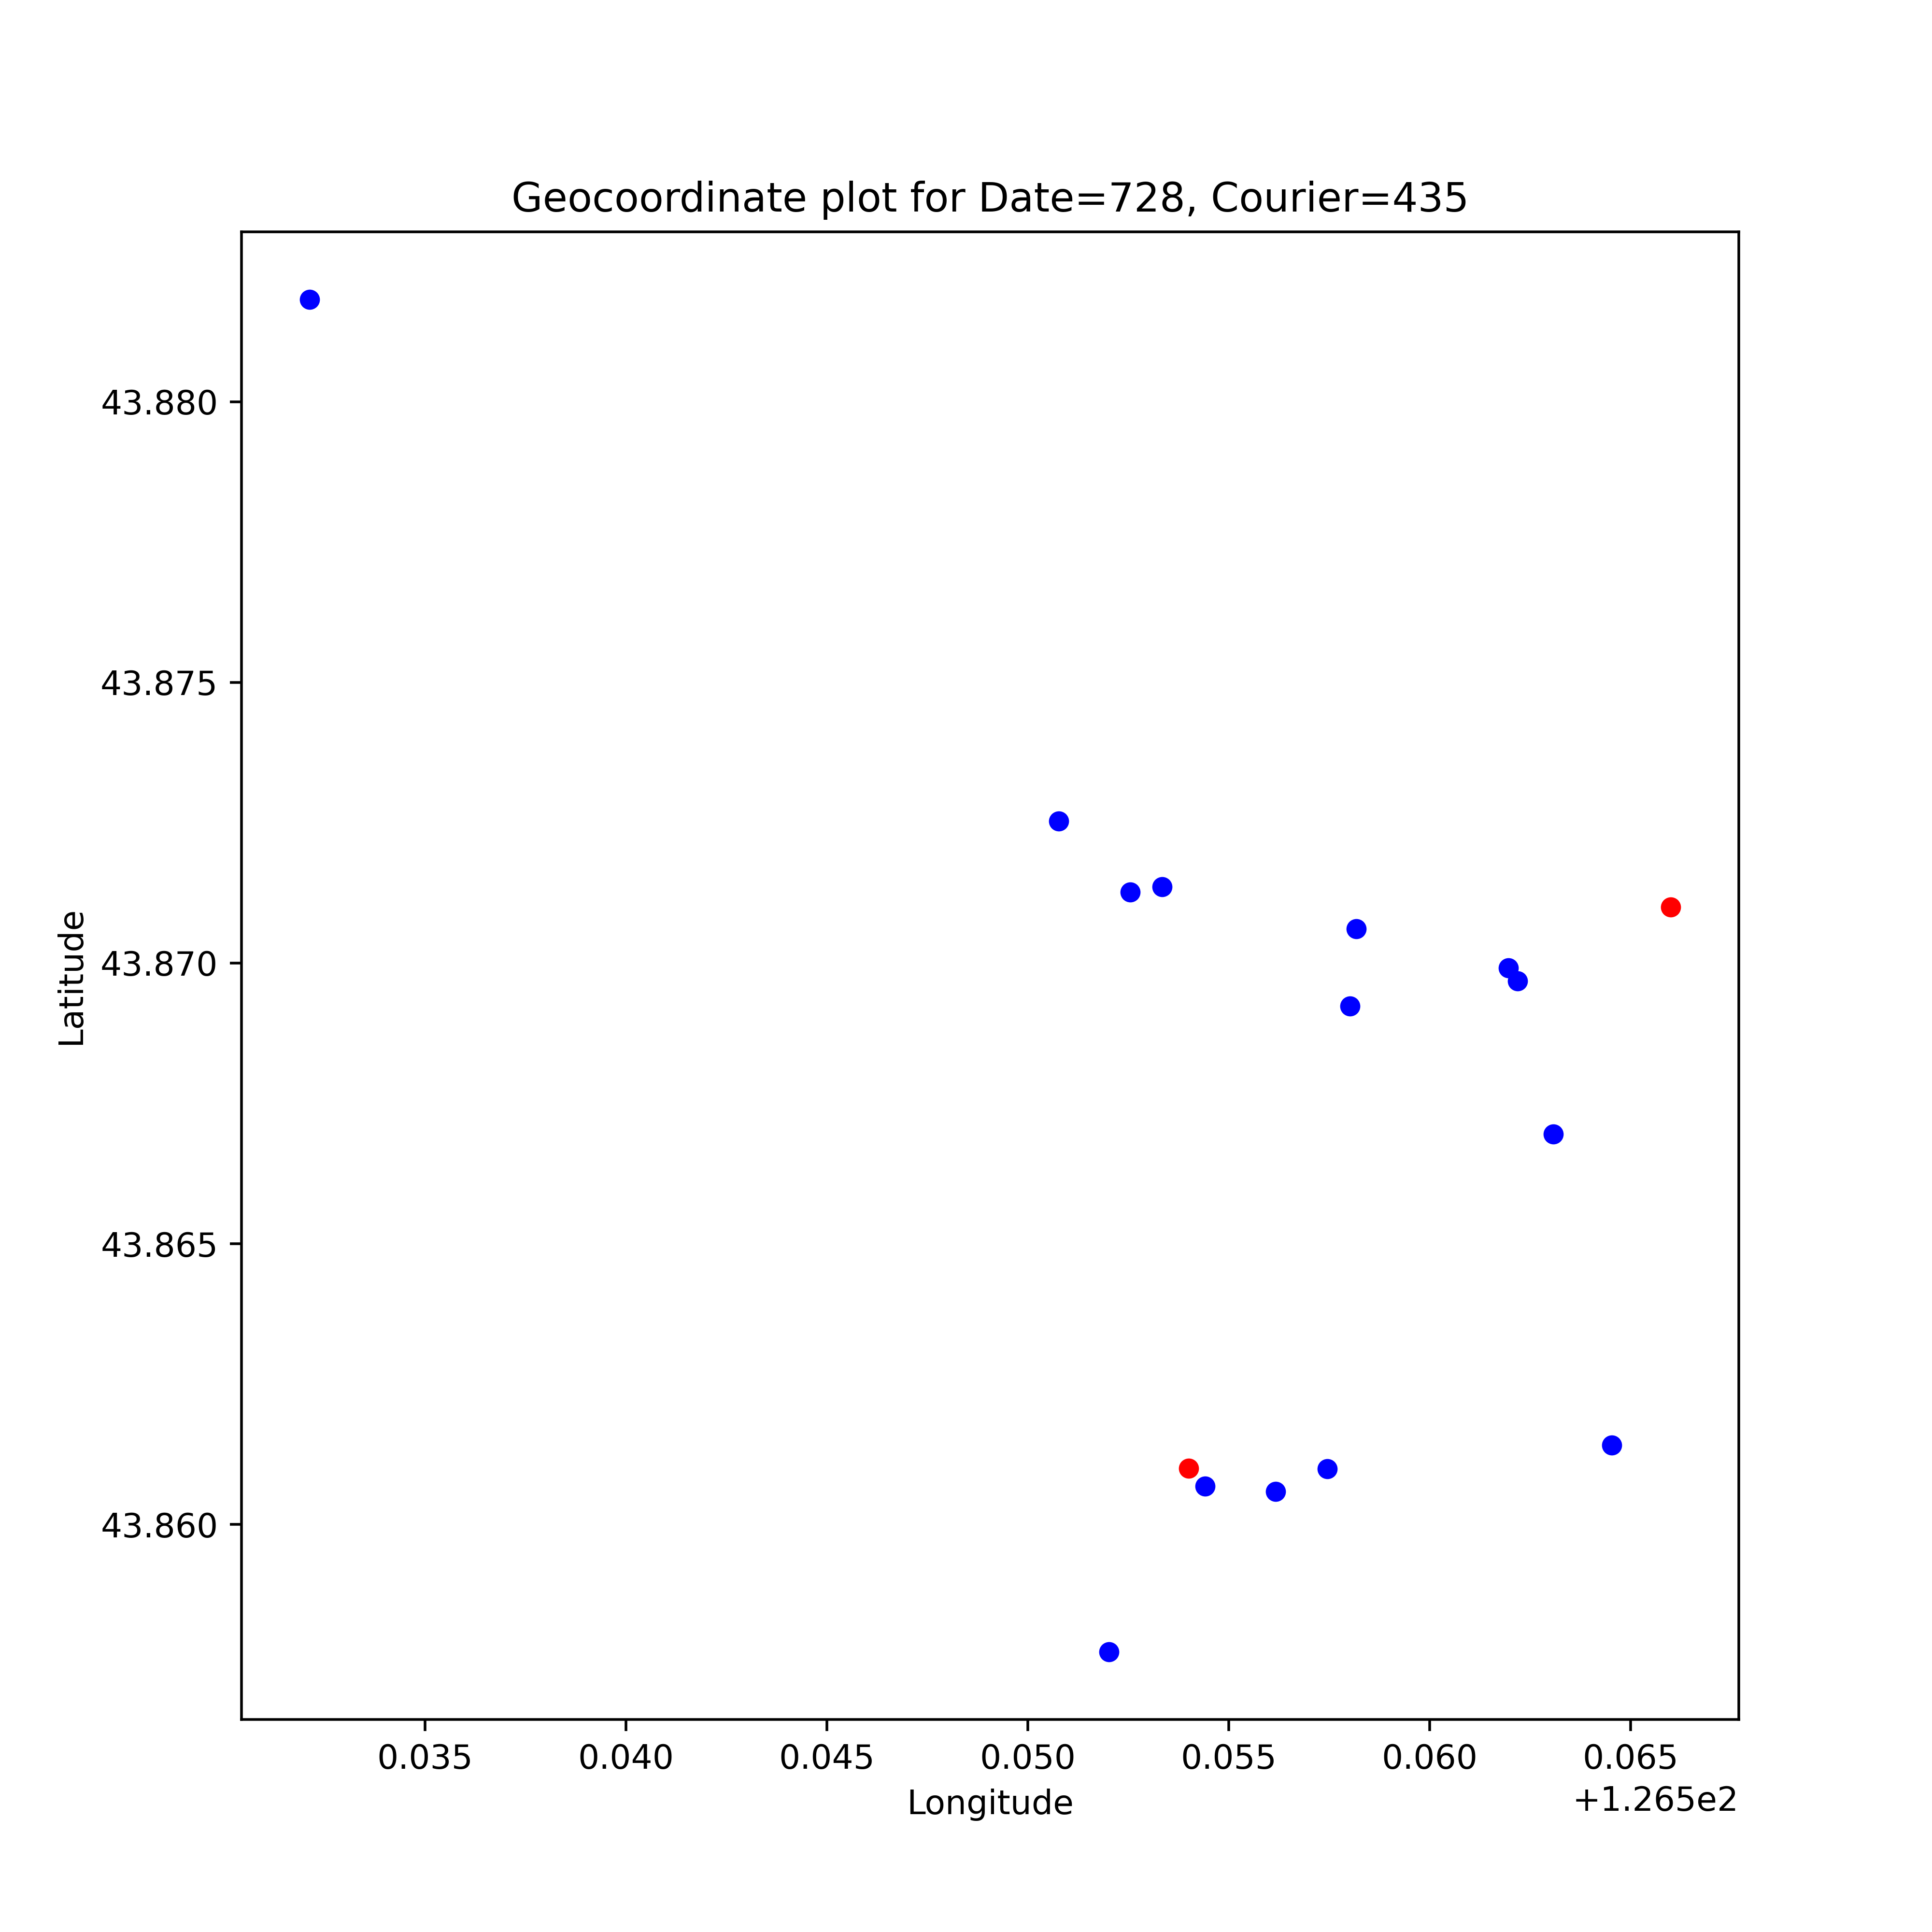 Geocoordinate plot for Date=728, Courier=435
43.880
43.875
43.870
43.865
43.860
Latitude
0.035 0.040 0.045 0.050 0.055 0.060 0.065
+1.265e2
Longitude